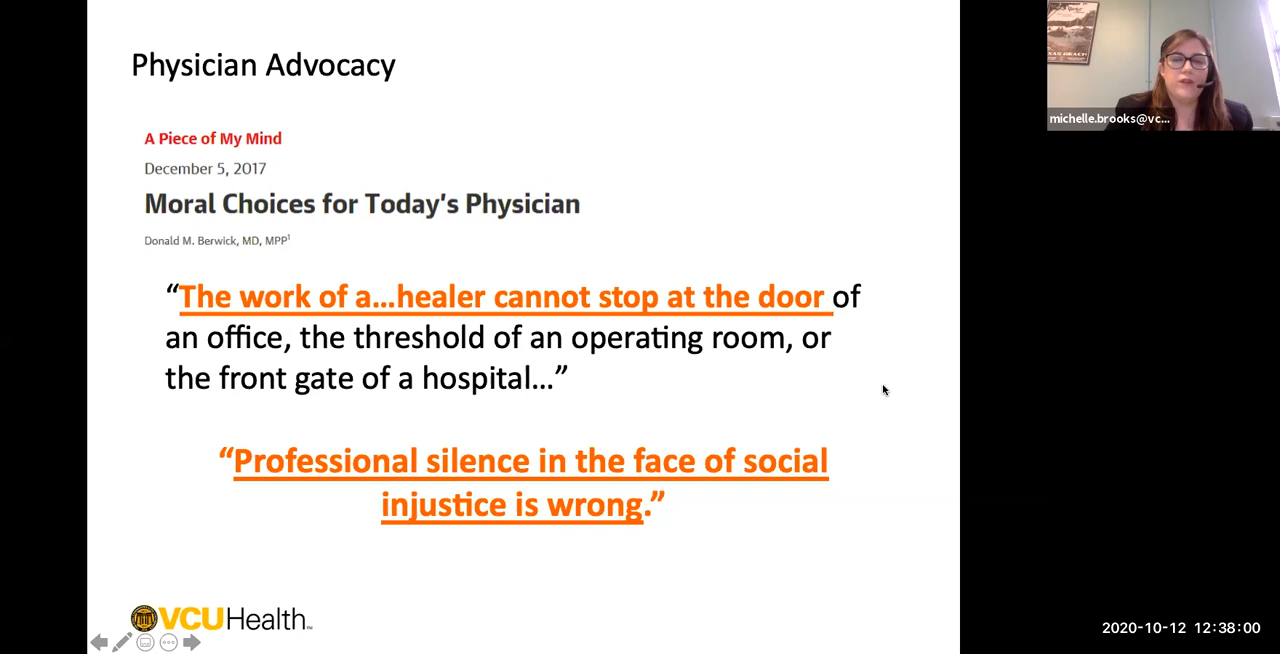 Physician Advocacy
A Piece of My Mind
December 5, 2017
Moral Choices for Today's Physician
Donald M. Berwick, MD, MPP1
“The work of a...healer cannot stop at the door of
an office, the threshold of an operating room, or
the front gate of a hospital...”
“Professional silence in the face of social
injustice is wrong.”
VCUHealth™
michelle.brooks@vc...
2020-10-12 12:38:00